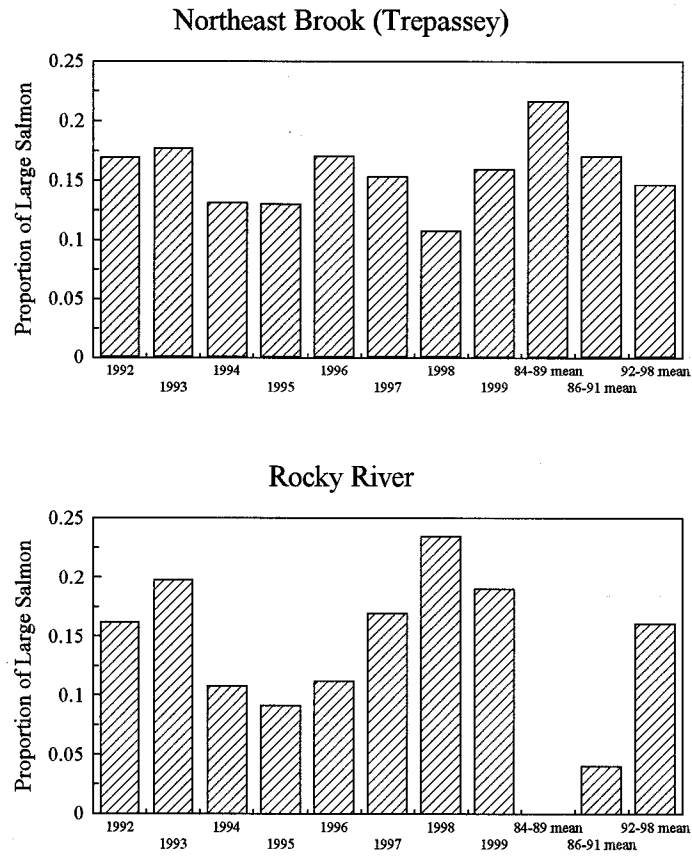 Northeast Brook (Trepassey)
Proportion of Large Salmon
0.25
0.2
0.15
0.1
0.05
0
1992
1993
1994
1995
1996
1997
1998
1999
84-89 mean
86-91 mean
92-98 mean
Rocky River
Proportion of Large Salmon
0.25
0.2
0.15
0.1
0.05
0
1992
1993
1994
1995
1996
1997
1998
1999
84-89 mean
86-91 mean
92-98 mean